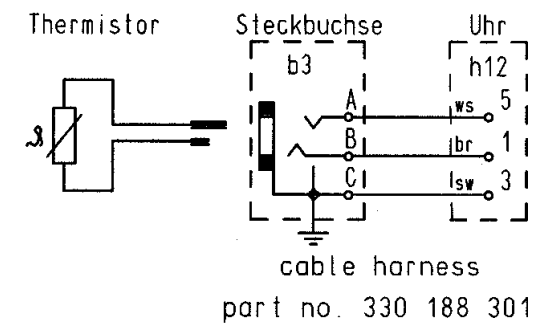 Thermistor Steckbuchse Uhr
b3 h12
ϑ
A ws 5
B br 1
C sw 3
cable harness
part no. 330 188 301